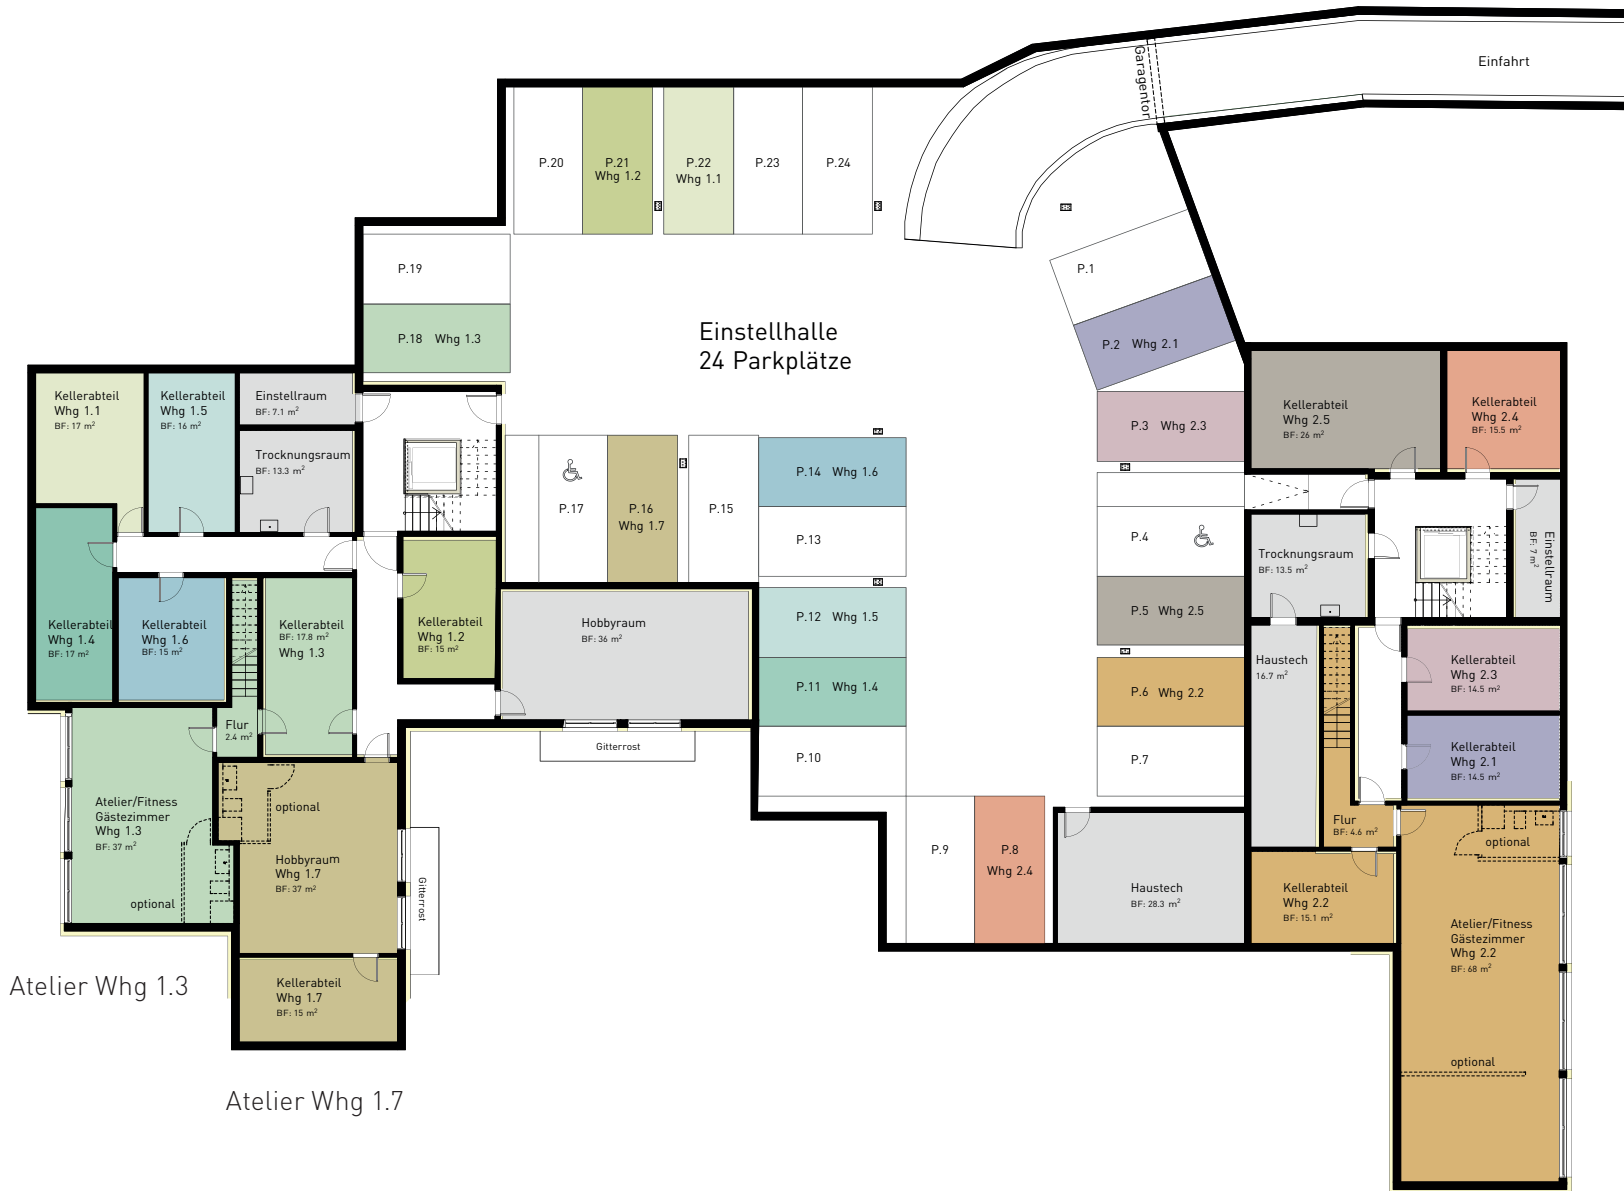 Einfahrt
Garagentor
P.20
P.21
Whg 1.2
P.22
Whg 1.1
P.23
P.24
P.19
P.18 Whg 1.3
Einstellhalle
24 Parkplätze
P.1
P.2 Whg 2.1
P.3 Whg 2.3
P.4
P.5 Whg 2.5
P.6 Whg 2.2
P.7
P.14 Whg 1.6
P.13
P.12 Whg 1.5
P.11 Whg 1.4
P.10
P.9
P.8
Whg 2.4
P.17
P.16
Whg 1.7
P.15
Kellerabteil
Whg 1.1
BF: 17 m²
Kellerabteil
Whg 1.5
BF: 16 m²
Einstellraum
BF: 7.1 m²
Trocknungsraum
BF: 13.3 m²
Kellerabteil
Whg 1.4
BF: 17 m²
Kellerabteil
Whg 1.6
BF: 15 m²
Kellerabteil
BF: 17.8 m²
Whg 1.3
Kellerabteil
Whg 1.2
BF: 15 m²
Hobbyraum
BF: 36 m²
Gitterrost
Flur
2.4 m²
Atelier/Fitness
Gästezimmer
Whg 1.3
BF: 37 m²
optional
optional
Hobbyraum
Whg 1.7
BF: 37 m²
Gitterrost
Kellerabteil
Whg 1.7
BF: 15 m²
Atelier Whg 1.3
Atelier Whg 1.7
Kellerabteil
Whg 2.5
BF: 26 m²
Kellerabteil
Whg 2.4
BF: 15.5 m²
Trocknungsraum
BF: 13.5 m²
Einstellraum
BF: 7 m²
Haustech
16.7 m²
Kellerabteil
Whg 2.3
BF: 14.5 m²
Kellerabteil
Whg 2.1
BF: 14.5 m²
Flur
BF: 4.6 m²
Haustech
BF: 28.3 m²
Kellerabteil
Whg 2.2
BF: 15.1 m²
optional
Atelier/Fitness
Gästezimmer
Whg 2.2
BF: 68 m²
optional